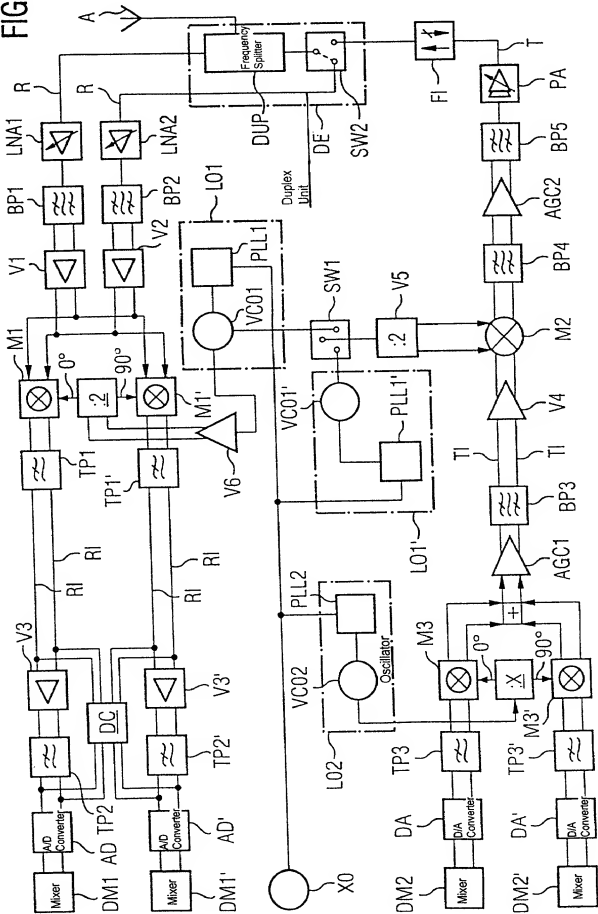 FIG
A
R
R
LNA1
LNA2
Frequency
Splitter
DUP
DE
SW2
FI
T
PA
Duplex
Unit
BP1
BP2
BP5
V1
V2
LO1
PLL1
AGC2
BP4
VCO1
SW1
V5
:2
M1
0°
:2
90°
M1'
M2
V6
VCO1'
PLL1'
V4
TP1
TP1'
LO1'
TI
TI
BP3
RI
RI
RI
RI
AGC1
PLL2
+
V3
V3'
DC
VCO2
Oscillator
LO2
M3
0°
:X
90°
M3'
TP2
TP2'
TP3
TP3'
A/D
Converter
AD
A/D
Converter
AD'
DA
D/A
Converter
DA'
D/A
Converter
Mixer
DM1
Mixer
DM1'
XO
DM2
Mixer
DM2'
Mixer